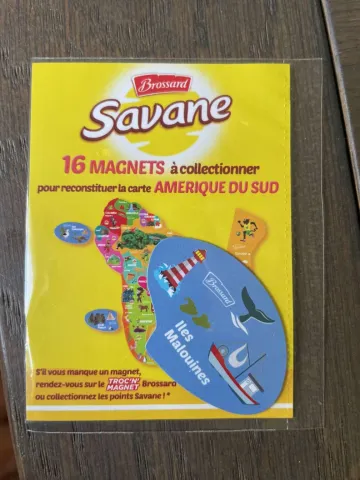 Brossard
Savane
16 MAGNETS à collectionner
pour reconstituer la carte AMERIQUE DU SUD
Brossard
Iles
Malouines
S'il vous manque un magnet,
rendez-vous sur le TROC'N' MAGNET Brossard
ou collectionnez les points Savane ! *